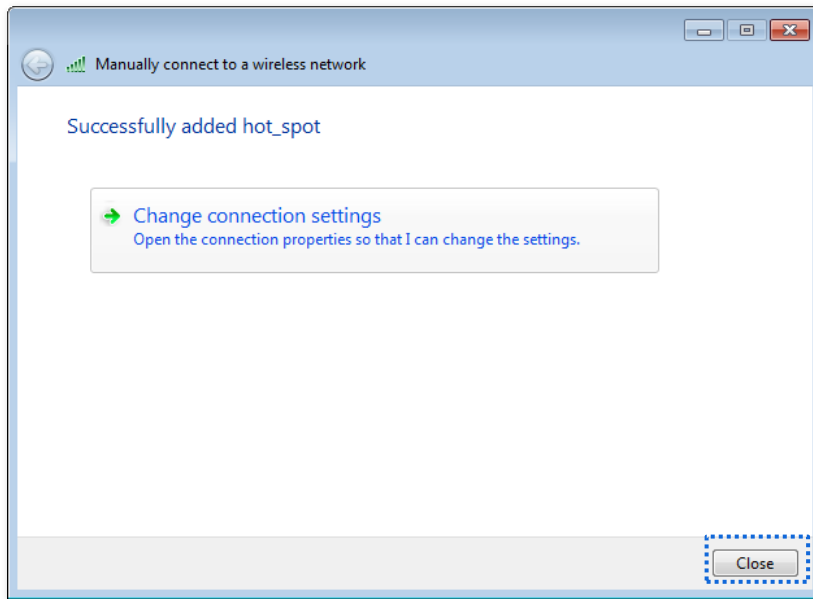 Manually connect to a wireless network
Successfully added hot_spot
Change connection settings
Open the connection properties so that I can change the settings.
Close